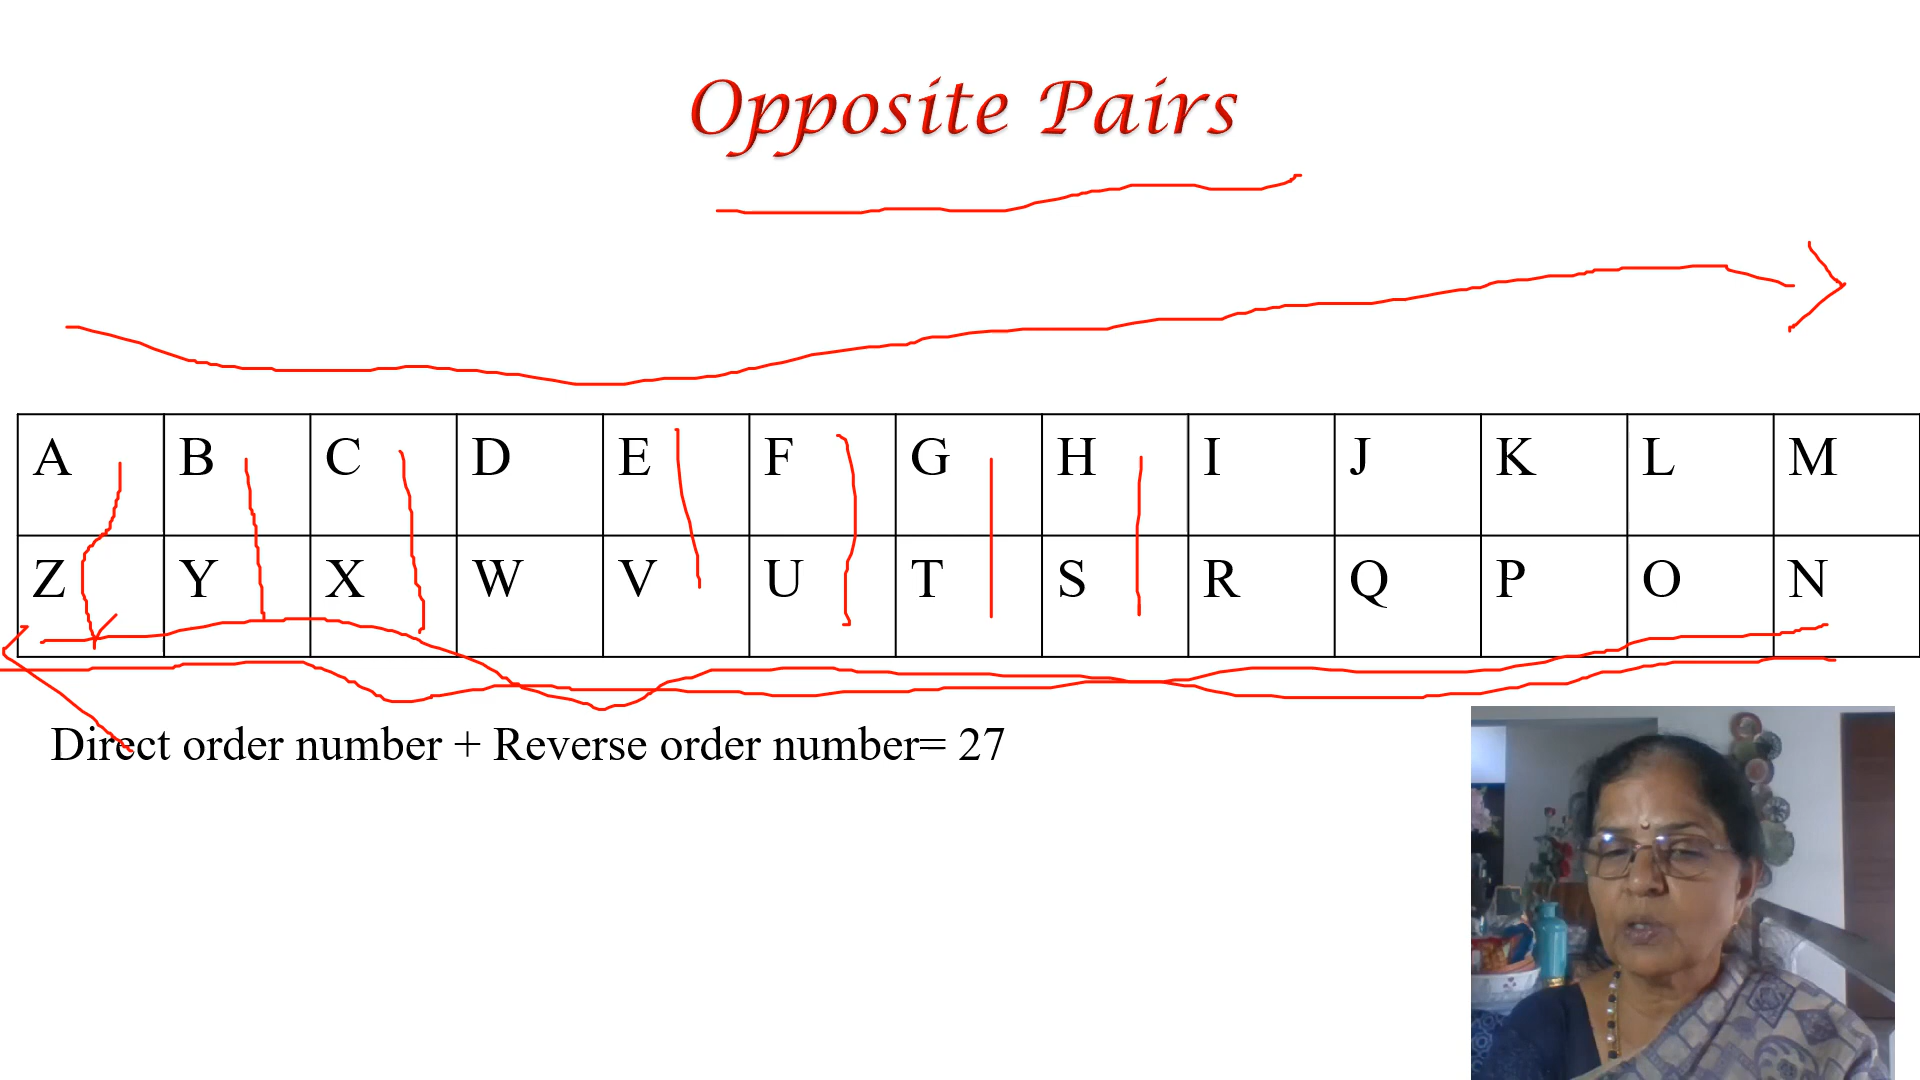 Opposite Pairs
A B C D E F G H I J K L M
Z Y X W V U T S R Q P O N
Direct order number + Reverse order number= 27